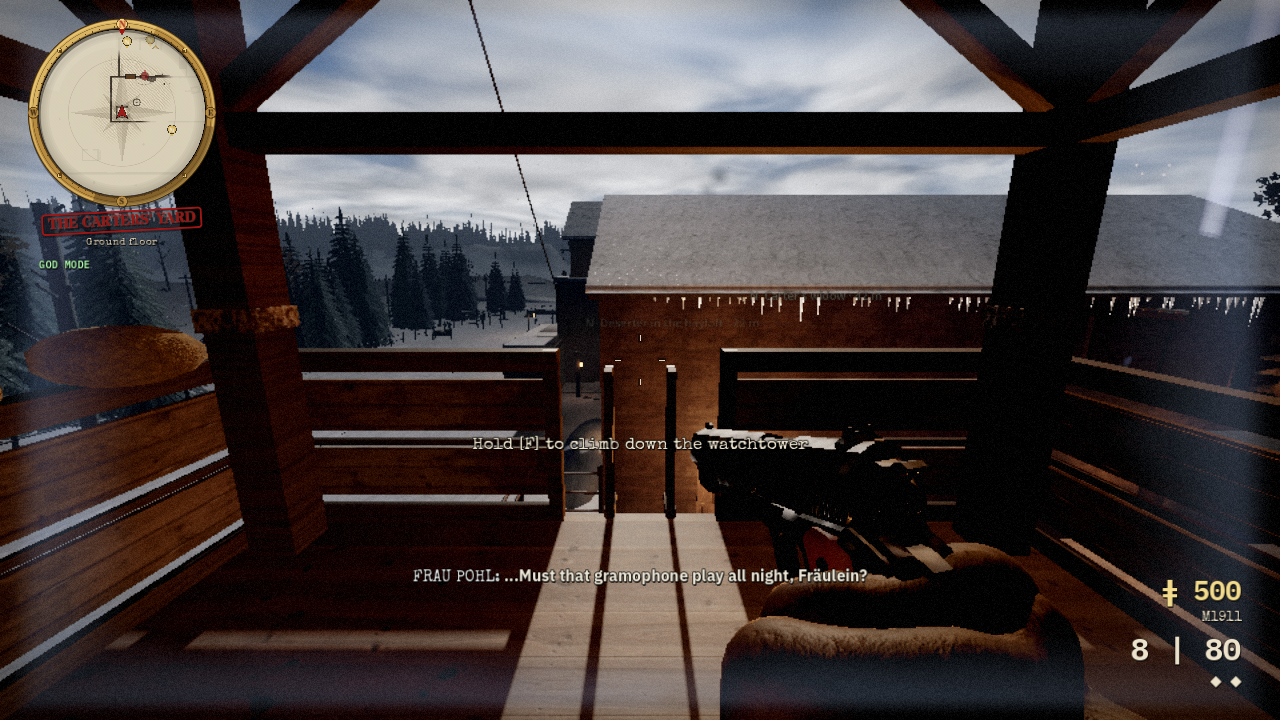 N
THE CARTERS' YARD
Ground floor
GOD MODE
Hold [F] to climb down the watchtower
FRAU POHL: ...Must that gramophone play all night, Fräulein?
500
M1911
8 | 80